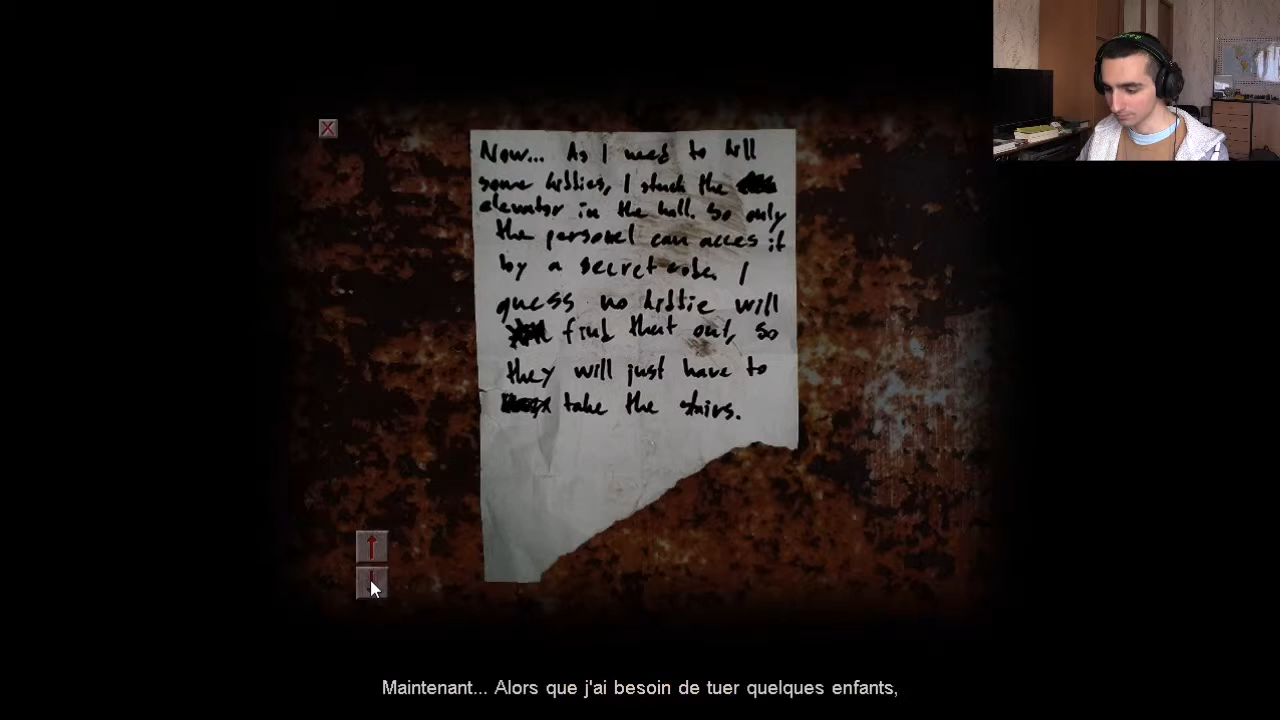 Now... As I need to kill
some kiddies, I stuck the
elevator in the hall. So only
the personel can acces it
by a secret code. I
guess no kiddie will
find that out, so
they will just have to
take the stairs.
Maintenant... Alors que j'ai besoin de tuer quelques enfants,